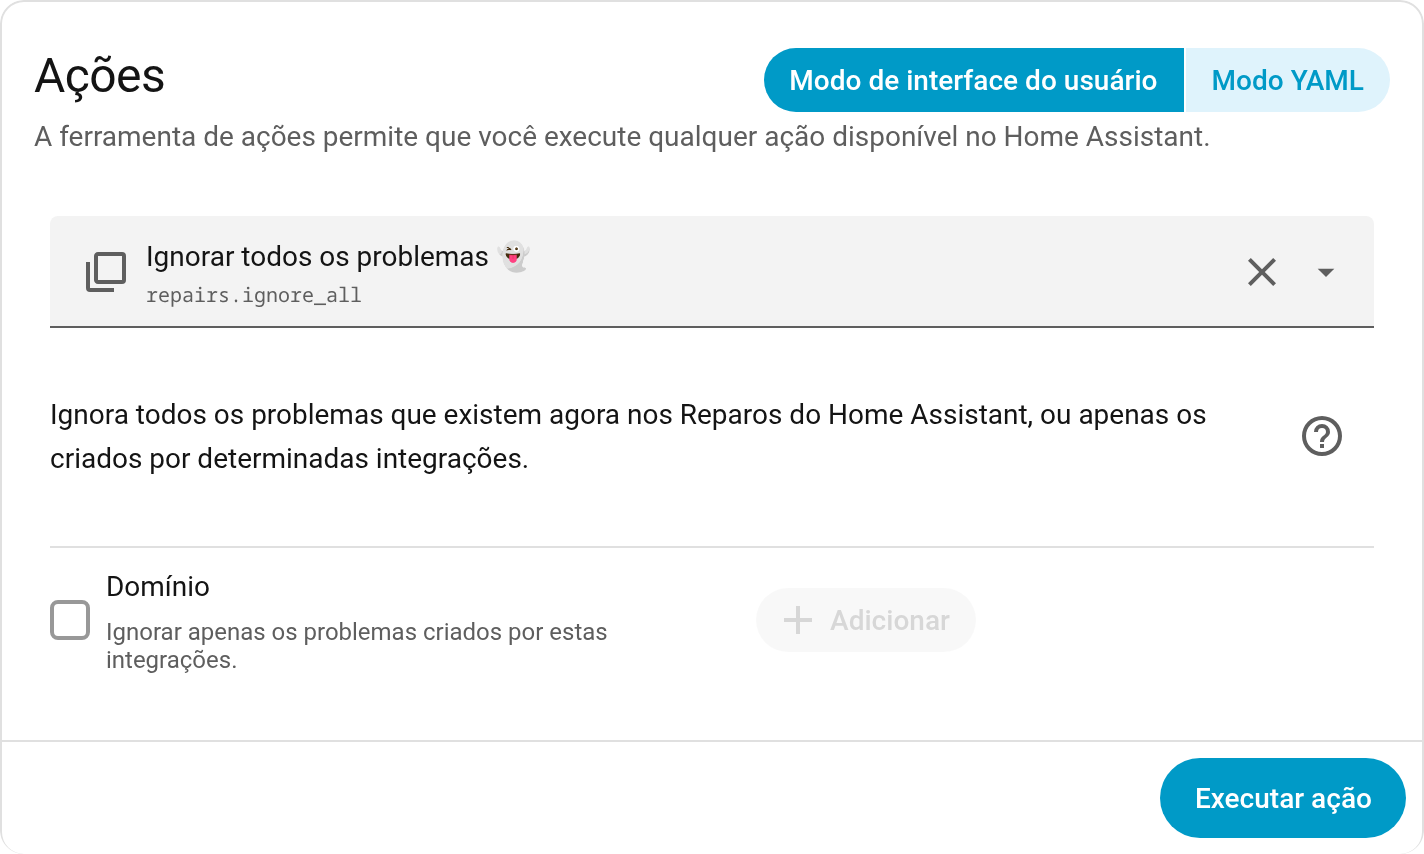 Ações
Modo de interface do usuário
Modo YAML
A ferramenta de ações permite que você execute qualquer ação disponível no Home Assistant.
Ignorar todos os problemas 👻
repairs.ignore_all
Ignora todos os problemas que existem agora nos Reparos do Home Assistant, ou apenas os
criados por determinadas integrações.
Domínio
Ignorar apenas os problemas criados por estas
integrações.
Adicionar
Executar ação